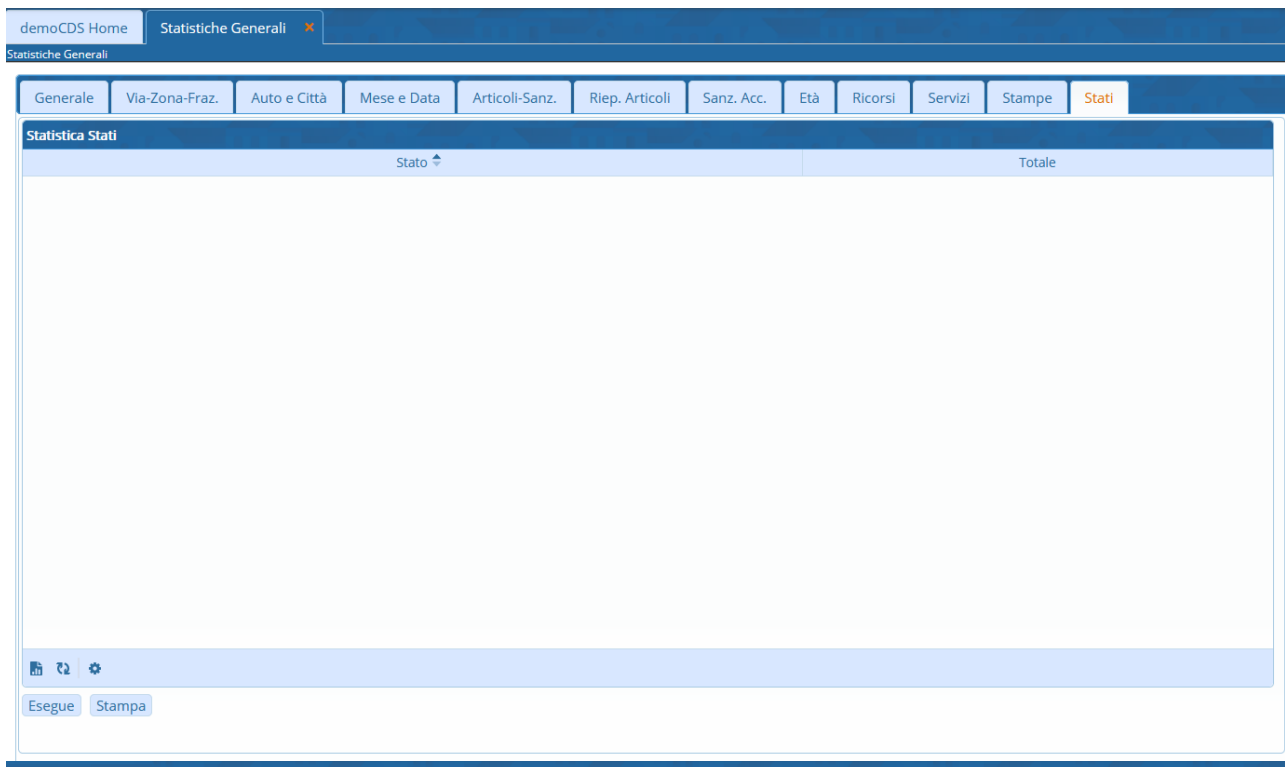 demoCDS Home Statistiche Generali
Statistiche Generali
Generale Via-Zona-Fraz. Auto e Città Mese e Data Articoli-Sanz. Riep. Articoli Sanz. Acc. Età Ricorsi Servizi Stampe Stati
Statistica Stati
Stato Totale
Esegue Stampa